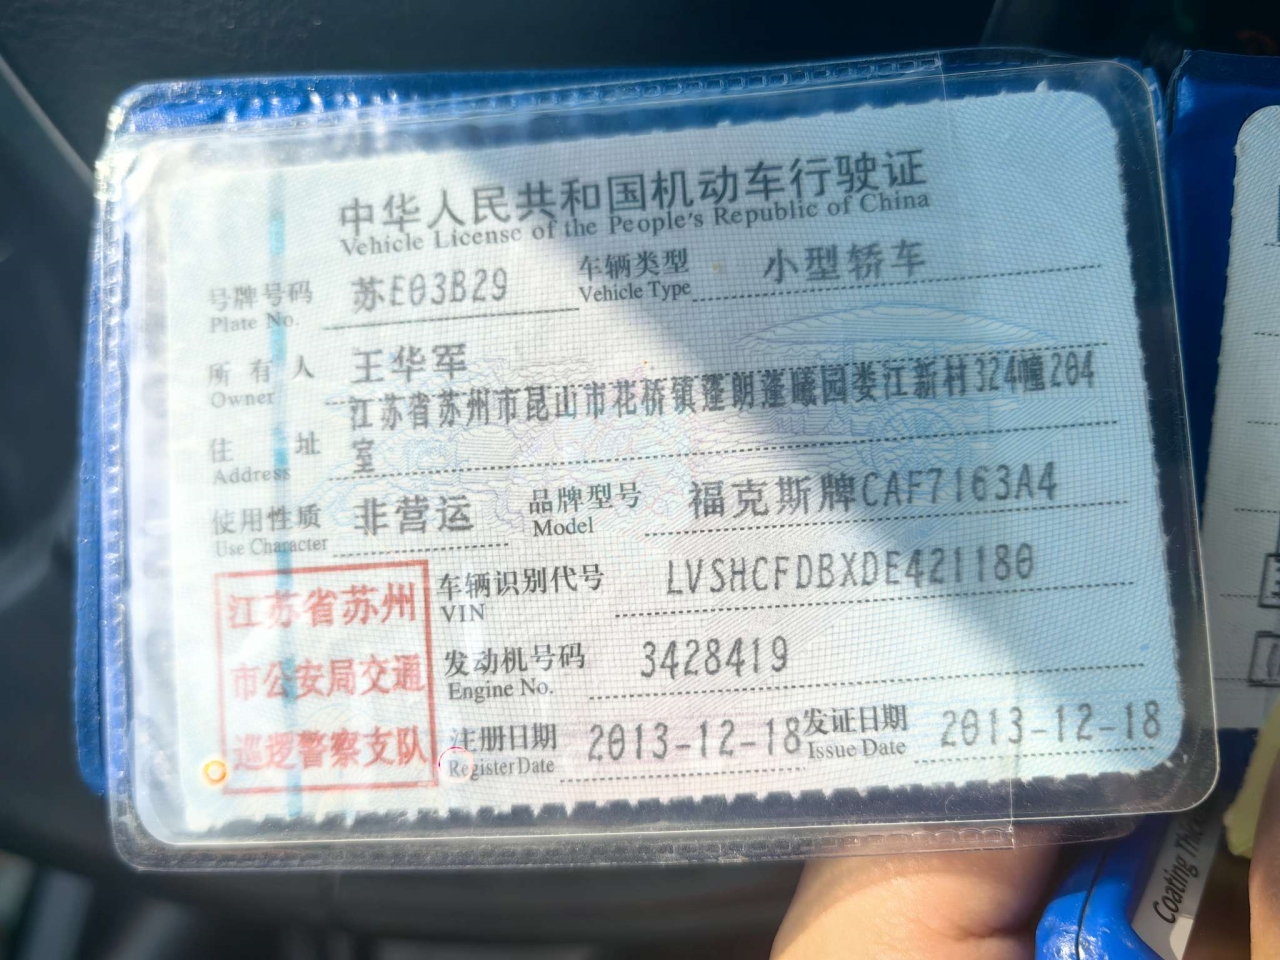 中华人民共和国机动车行驶证
Vehicle License of the People's Republic of China
号牌号码 苏E03B29 车辆类型 小型轿车
Plate No. Vehicle Type
所有人 王华军
Owner
江苏省苏州市昆山市花桥镇蓬朗蓬曦园娄江新村324幢204
住址 室
Address
使用性质 非营运 品牌型号 福克斯牌CAF7163A4
Use Character Model
江苏省苏州
市公安局交通
巡逻警察支队
车辆识别代号 LVSHCFDBXDE421180
VIN
发动机号码 3428419
Engine No.
注册日期 2013-12-18 发证日期 2013-12-18
Register Date Issue Date
Coating